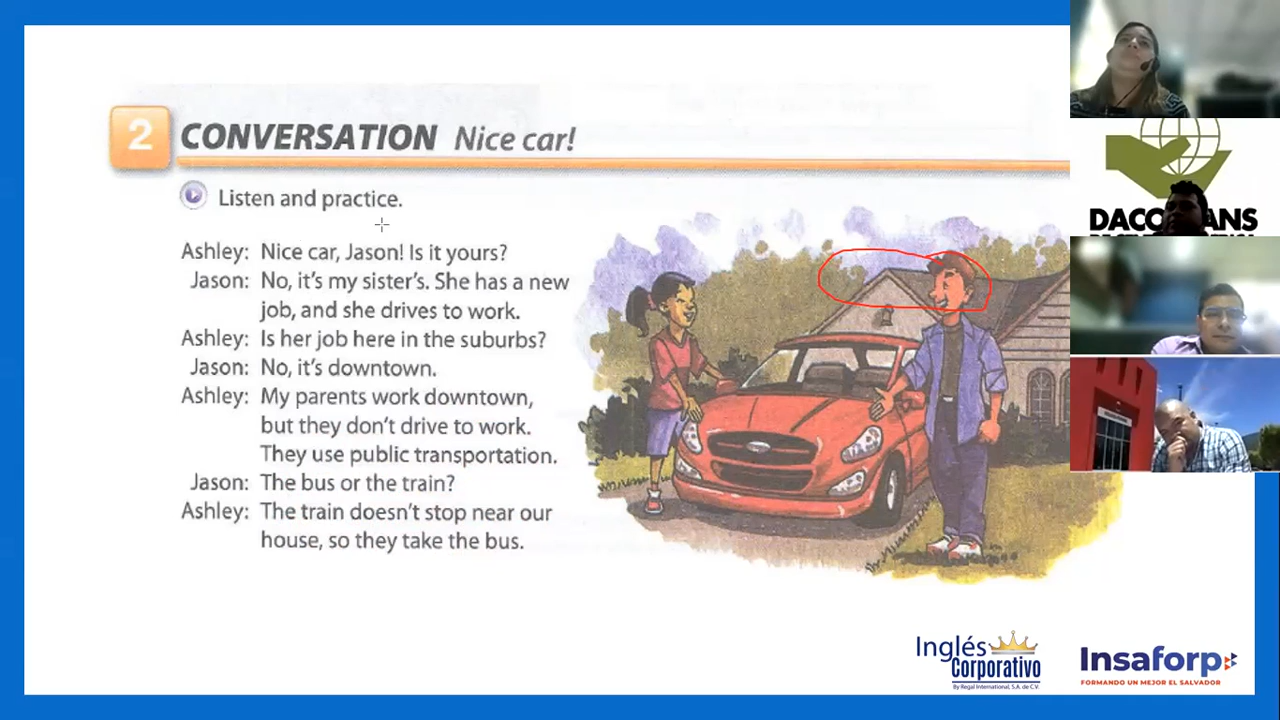 2 CONVERSATION Nice car!
Listen and practice.
Ashley: Nice car, Jason! Is it yours?
Jason: No, it's my sister's. She has a new
job, and she drives to work.
Ashley: Is her job here in the suburbs?
Jason: No, it's downtown.
Ashley: My parents work downtown,
but they don't drive to work.
They use public transportation.
Jason: The bus or the train?
Ashley: The train doesn't stop near our
house, so they take the bus.
Inglés
Corporativo
By Regal International, S.A. de C.V.
Insaforp
FORMANDO UN MEJOR EL SALVADOR